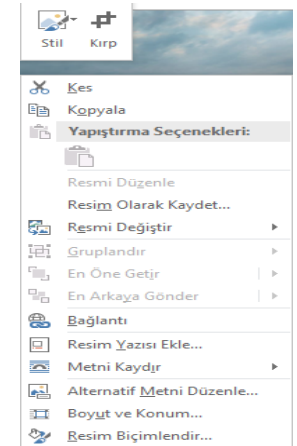 Stil Kırp
Kes
Kopyala
Yapıştırma Seçenekleri:
Resmi Düzenle
Resim Olarak Kaydet...
Resmi Değiştir
Gruplandır
En Öne Getir
En Arkaya Gönder
Bağlantı
Resim Yazısı Ekle...
Metni Kaydır
Alternatif Metni Düzenle...
Boyut ve Konum...
Resim Biçimlendir...